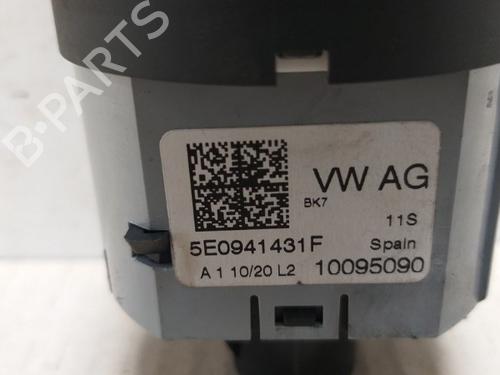 B-PARTS
VW AG
BK7
11S
5E0941431F
Spain
A 1 10/20 L2
10095090